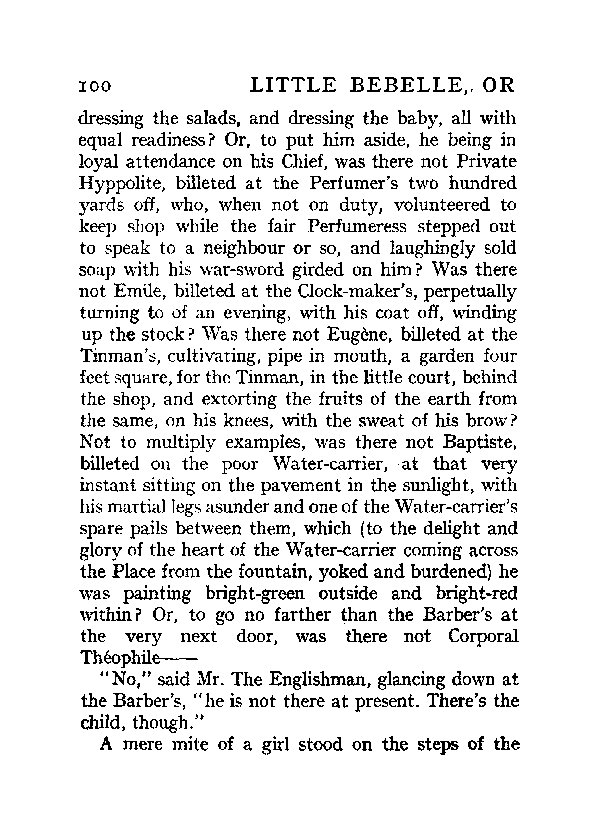 100 LITTLE BEBELLE, OR
dressing the salads, and dressing the baby, all with
equal readiness? Or, to put him aside, he being in
loyal attendance on his Chief, was there not Private
Hyppolite, billeted at the Perfumer's two hundred
yards off, who, when not on duty, volunteered to
keep shop while the fair Perfumeress stepped out
to speak to a neighbour or so, and laughingly sold
soap with his war-sword girded on him? Was there
not Emile, billeted at the Clock-maker's, perpetually
turning to of an evening, with his coat off, winding
up the stock? Was there not Eugène, billeted at the
Tinman's, cultivating, pipe in mouth, a garden four
feet square, for the Tinman, in the little court, behind
the shop, and extorting the fruits of the earth from
the same, on his knees, with the sweat of his brow?
Not to multiply examples, was there not Baptiste,
billeted on the poor Water-carrier, at that very
instant sitting on the pavement in the sunlight, with
his martial legs asunder and one of the Water-carrier's
spare pails between them, which (to the delight and
glory of the heart of the Water-carrier coming across
the Place from the fountain, yoked and burdened) he
was painting bright-green outside and bright-red
within? Or, to go no farther than the Barber's at
the very next door, was there not Corporal
Théophile——
"No," said Mr. The Englishman, glancing down at
the Barber's, "he is not there at present. There's the
child, though."
A mere mite of a girl stood on the steps of the